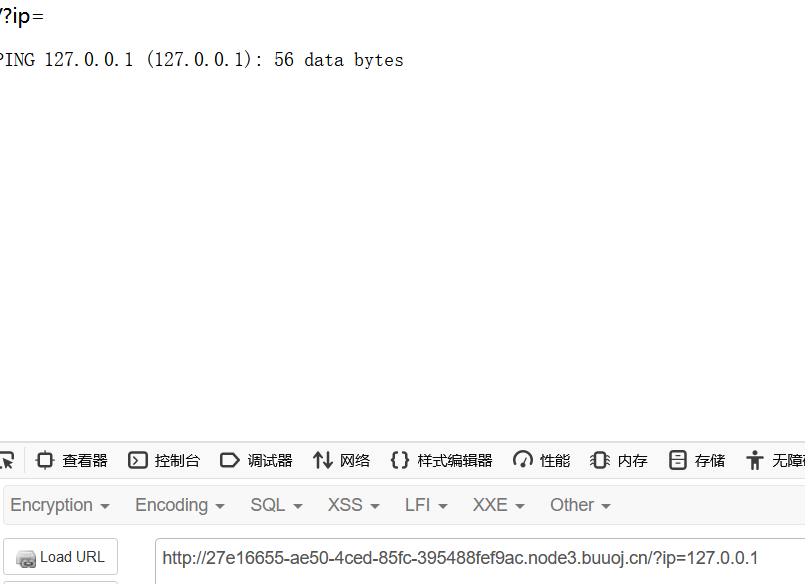 /?ip=
PING 127.0.0.1 (127.0.0.1): 56 data bytes
查看器 控制台 调试器 网络 样式编辑器 性能 内存 存储 无障碍
Encryption Encoding SQL XSS LFI XXE Other
Load URL http://27e16655-ae50-4ced-85fc-395488fef9ac.node3.buuoj.cn/?ip=127.0.0.1